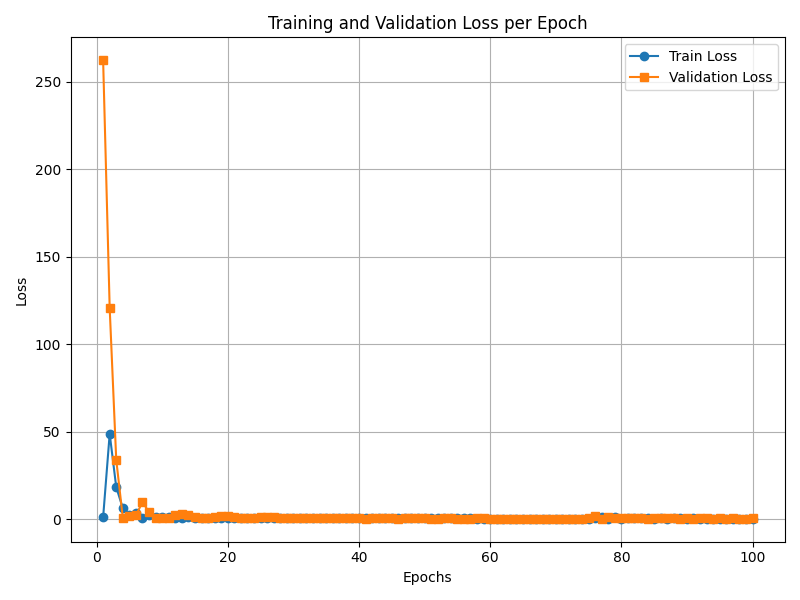 Training and Validation Loss per Epoch
Train Loss
Validation Loss
250
200
150
100
50
0
Loss
0 20 40 60 80 100
Epochs